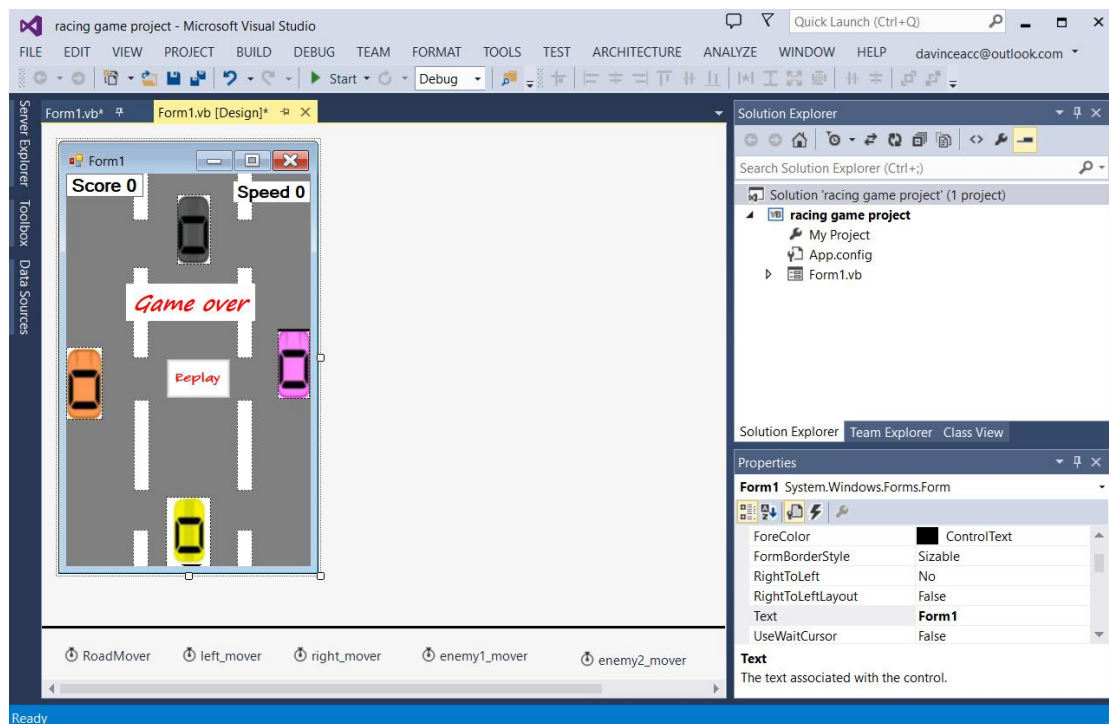 racing game project - Microsoft Visual Studio
Quick Launch (Ctrl+Q)
FILE EDIT VIEW PROJECT BUILD DEBUG TEAM FORMAT TOOLS TEST ARCHITECTURE ANALYZE WINDOW HELP davinceacc@outlook.com
Start Debug
Server Explorer
Toolbox
Data Sources
Form1.vb*
Form1.vb [Design]*
Form1
Score 0
Speed 0
Game over
Replay
RoadMover left_mover right_mover enemy1_mover enemy2_mover
Solution Explorer
Search Solution Explorer (Ctrl+;)
Solution 'racing game project' (1 project)
VB racing game project
My Project
App.config
Form1.vb
Solution Explorer Team Explorer Class View
Properties
Form1 System.Windows.Forms.Form
ForeColor ControlText
FormBorderStyle Sizable
RightToLeft No
RightToLeftLayout False
Text Form1
UseWaitCursor False
Text
The text associated with the control.
Ready